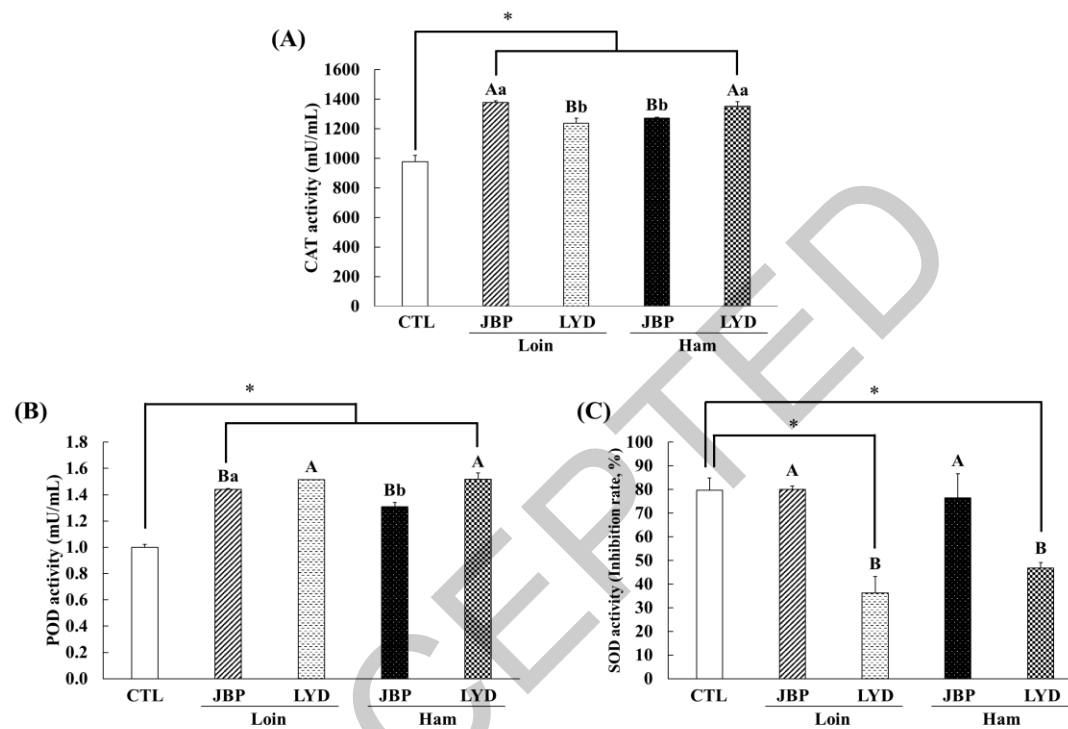 (A)
*
CAT activity (mU/mL)
1600
1400
1200
1000
800
600
400
200
0
Aa
Bb
Bb
Aa
CTL JBP LYD JBP LYD
Loin Ham
(B)
*
POD activity (mU/mL)
1.8
1.6
1.4
1.2
1.0
0.8
0.6
0.4
0.2
0.0
Ba
A
Bb
A
CTL JBP LYD JBP LYD
Loin Ham
(C)
*
*
SOD activity (Inhibition rate, %)
100
90
80
70
60
50
40
30
20
10
0
A
B
A
B
CTL JBP LYD JBP LYD
Loin Ham
CEPTED